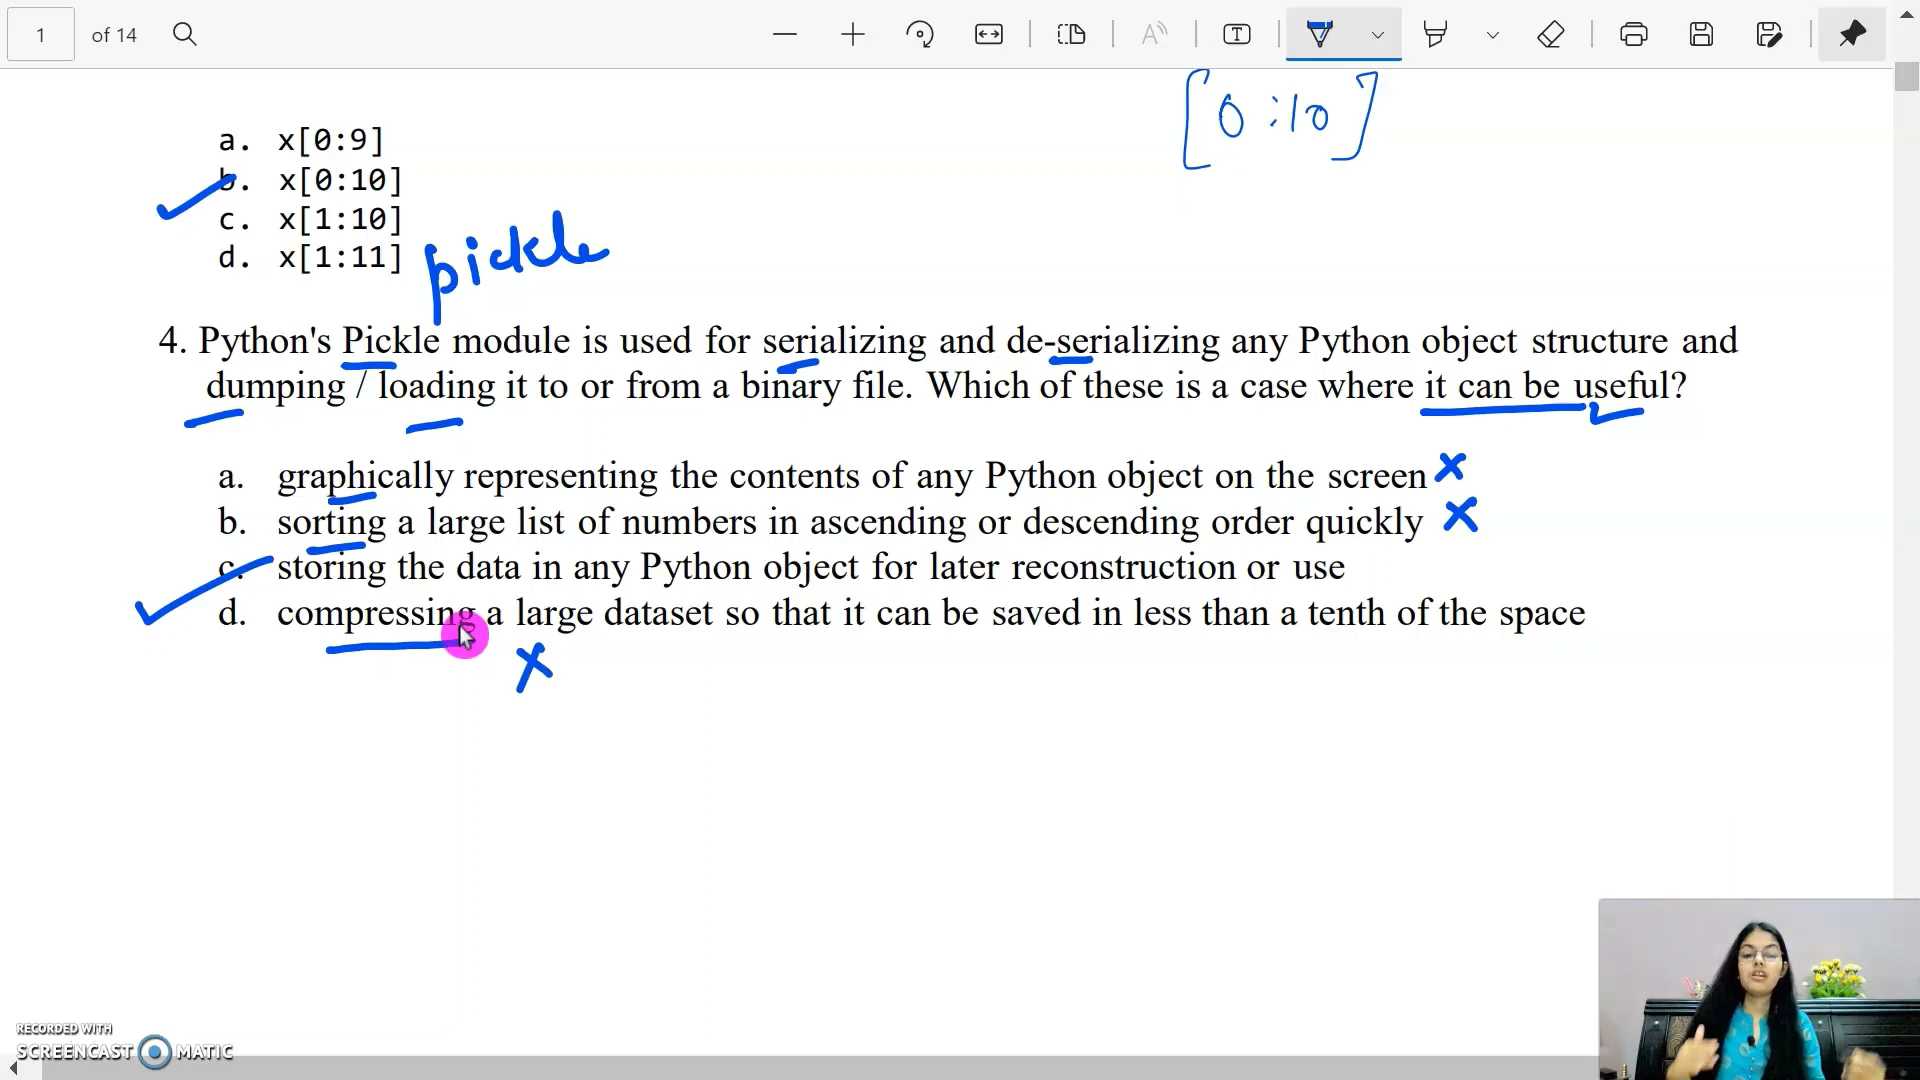 1 of 14
[0:10]
a. x[0:9]
b. x[0:10]
c. x[1:10]
d. x[1:11]
pickle
4. Python's Pickle module is used for serializing and de-serializing any Python object structure and
dumping / loading it to or from a binary file. Which of these is a case where it can be useful?
a. graphically representing the contents of any Python object on the screen
b. sorting a large list of numbers in ascending or descending order quickly
c. storing the data in any Python object for later reconstruction or use
d. compressing a large dataset so that it can be saved in less than a tenth of the space
RECORDED WITH
SCREENCAST MATIC